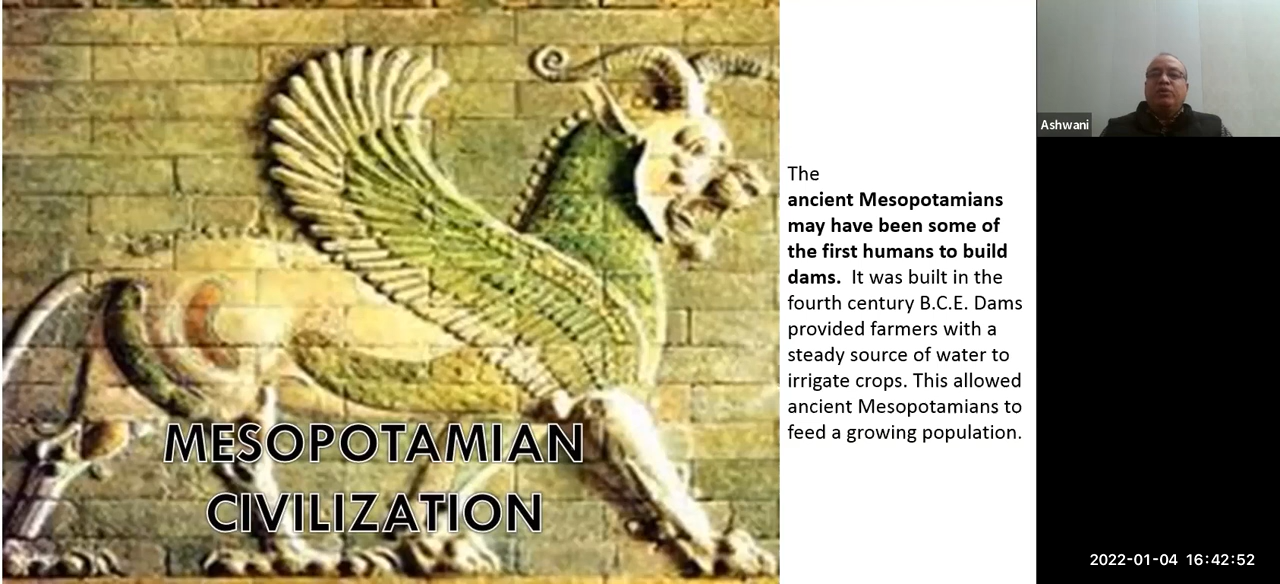 MESOPOTAMIAN
CIVILIZATION
The
ancient Mesopotamians
may have been some of
the first humans to build
dams.  It was built in the
fourth century B.C.E. Dams
provided farmers with a
steady source of water to
irrigate crops. This allowed
ancient Mesopotamians to
feed a growing population.
Ashwani
2022-01-04 16:42:52